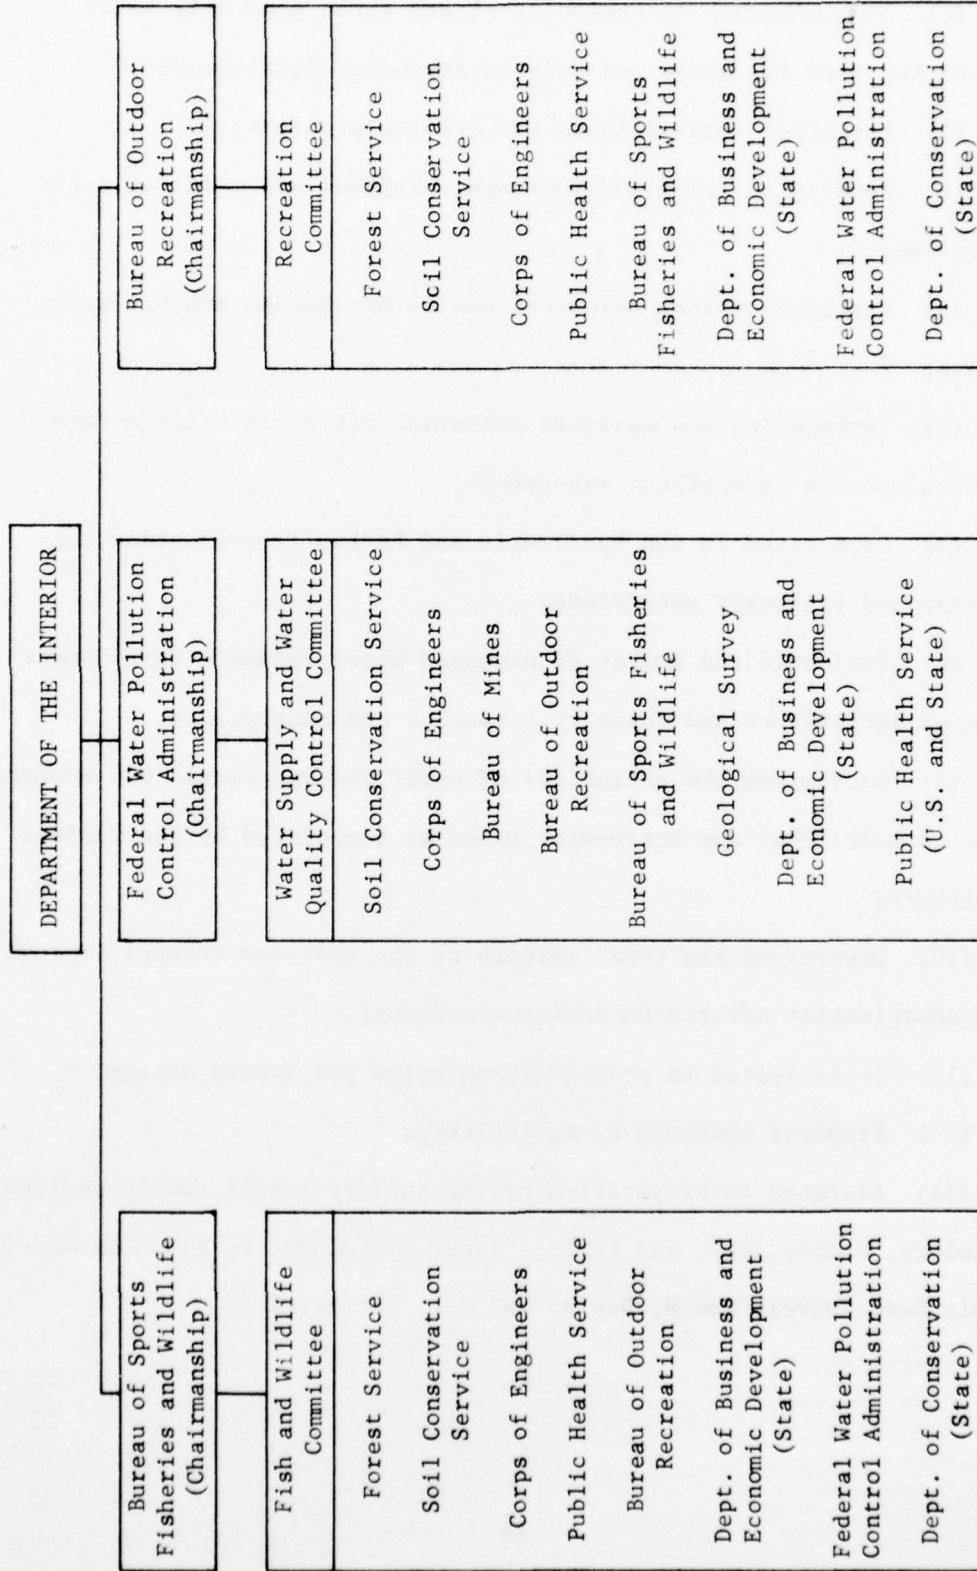 DEPARTMENT OF THE INTERIOR
Bureau of Sports
Fisheries and Wildlife
(Chairmanship)
Fish and Wildlife
Committee
Forest Service
Soil Conservation
Service
Corps of Engineers
Public Health Service
Bureau of Outdoor
Recreation
Dept. of Business and
Economic Development
(State)
Federal Water Pollution
Control Administration
Dept. of Conservation
(State)
Federal Water Pollution
Control Administration
(Chairmanship)
Water Supply and Water
Quality Control Committee
Soil Conservation Service
Corps of Enginers
Bureau of Mines
Bureau of Outdoor
Recreation
Bureau of Sports Fisheries
and Wildlife
Geological Survey
Dept. of Business and
Economic Development
(State)
Public Health Service
(U.S. and State)
Bureau of Outdoor
Recreation
(Chairmanship)
Recreation
Committee
Forest Service
Soil Conservation
Service
Corps of Engineers
Public Health Service
Bureau of Sports
Fisheries and Wildlife
Dept. of Business and
Economic Development
(State)
Federal Water Pollution
Control Administration
Dept. of Conservation
(State)